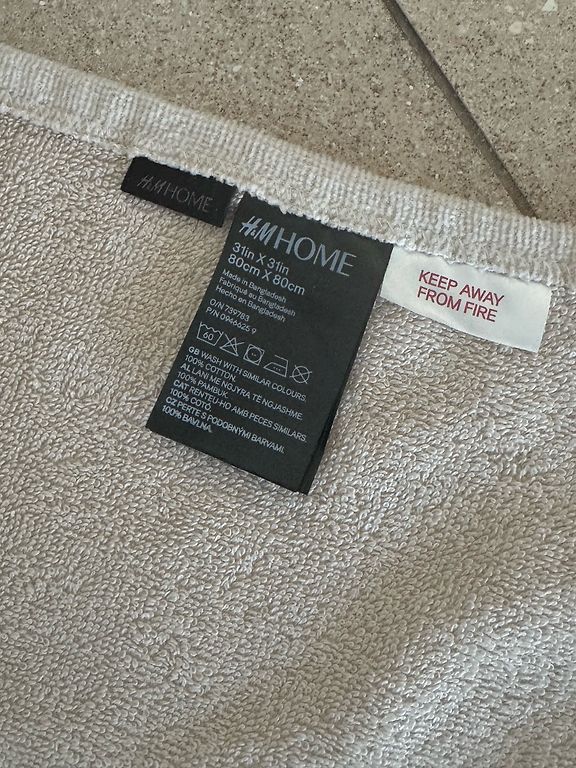 H&M HOME
H&M HOME
31in X 31in
80cm X 80cm
Made in Bangladesh
Fabriqué au Bangladesh
Hecho en Bangladesh
O/N 739783
P/N 0946625 9
60
GB WASH WITH SIMILAR COLOURS.
100% COTTON.
AL LANI ME NGJYRA TË NGJASHME.
100% PAMBUK.
CAT RENTEU-HO AMB PECES SIMILARS.
100% COTÓ.
CZ PERTE S PODOBNÝMI BARVAMI.
100% BAVLNA.
KEEP AWAY
FROM FIRE